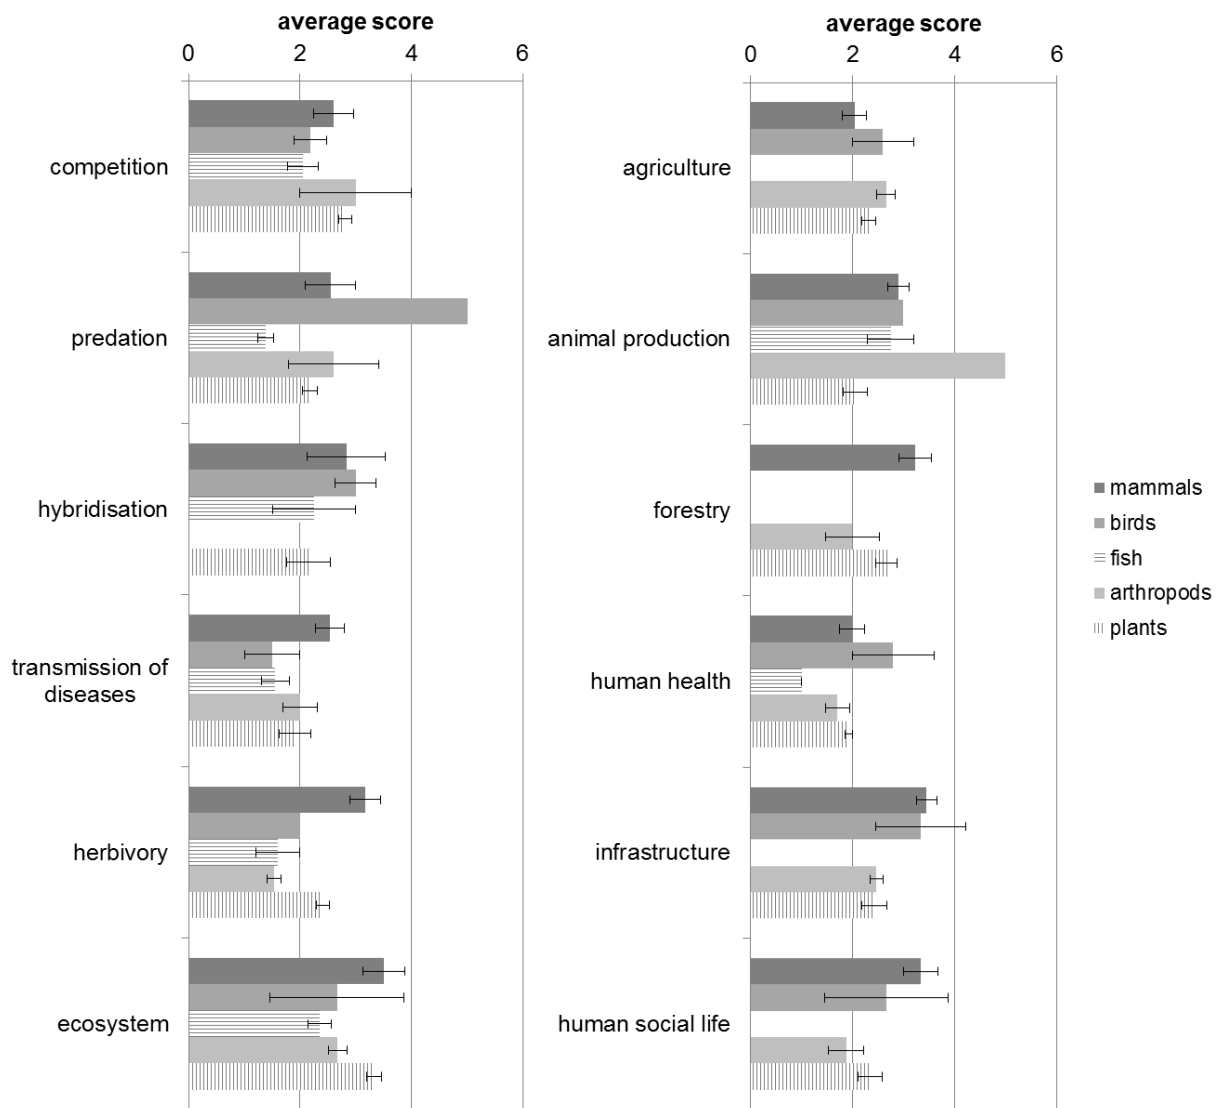 average score
0 2 4 6
competition
predation
hybridisation
transmission of
diseases
herbivory
ecosystem
average score
0 2 4 6
agriculture
animal production
forestry
human health
infrastructure
human social life
mammals
birds
fish
arthropods
plants